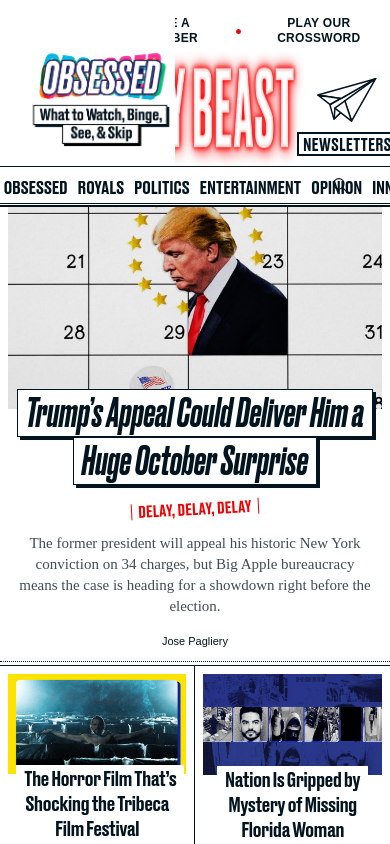 PLAY OUR
CROSSWORD
OBSESSED
What to Watch, Binge,
See, & Skip
Y BEAST
NEWSLETTERS
OBSESSED ROYALS POLITICS ENTERTAINMENT OPINION INN
21 23 24
28 29 31
Trump's Appeal Could Deliver Him a
Huge October Surprise
DELAY, DELAY, DELAY
The former president will appeal his historic New York
conviction on 34 charges, but Big Apple bureaucracy
means the case is heading for a showdown right before the
election.
Jose Pagliery
The Horror Film That's
Shocking the Tribeca
Film Festival
Nation Is Gripped by
Mystery of Missing
Florida Woman